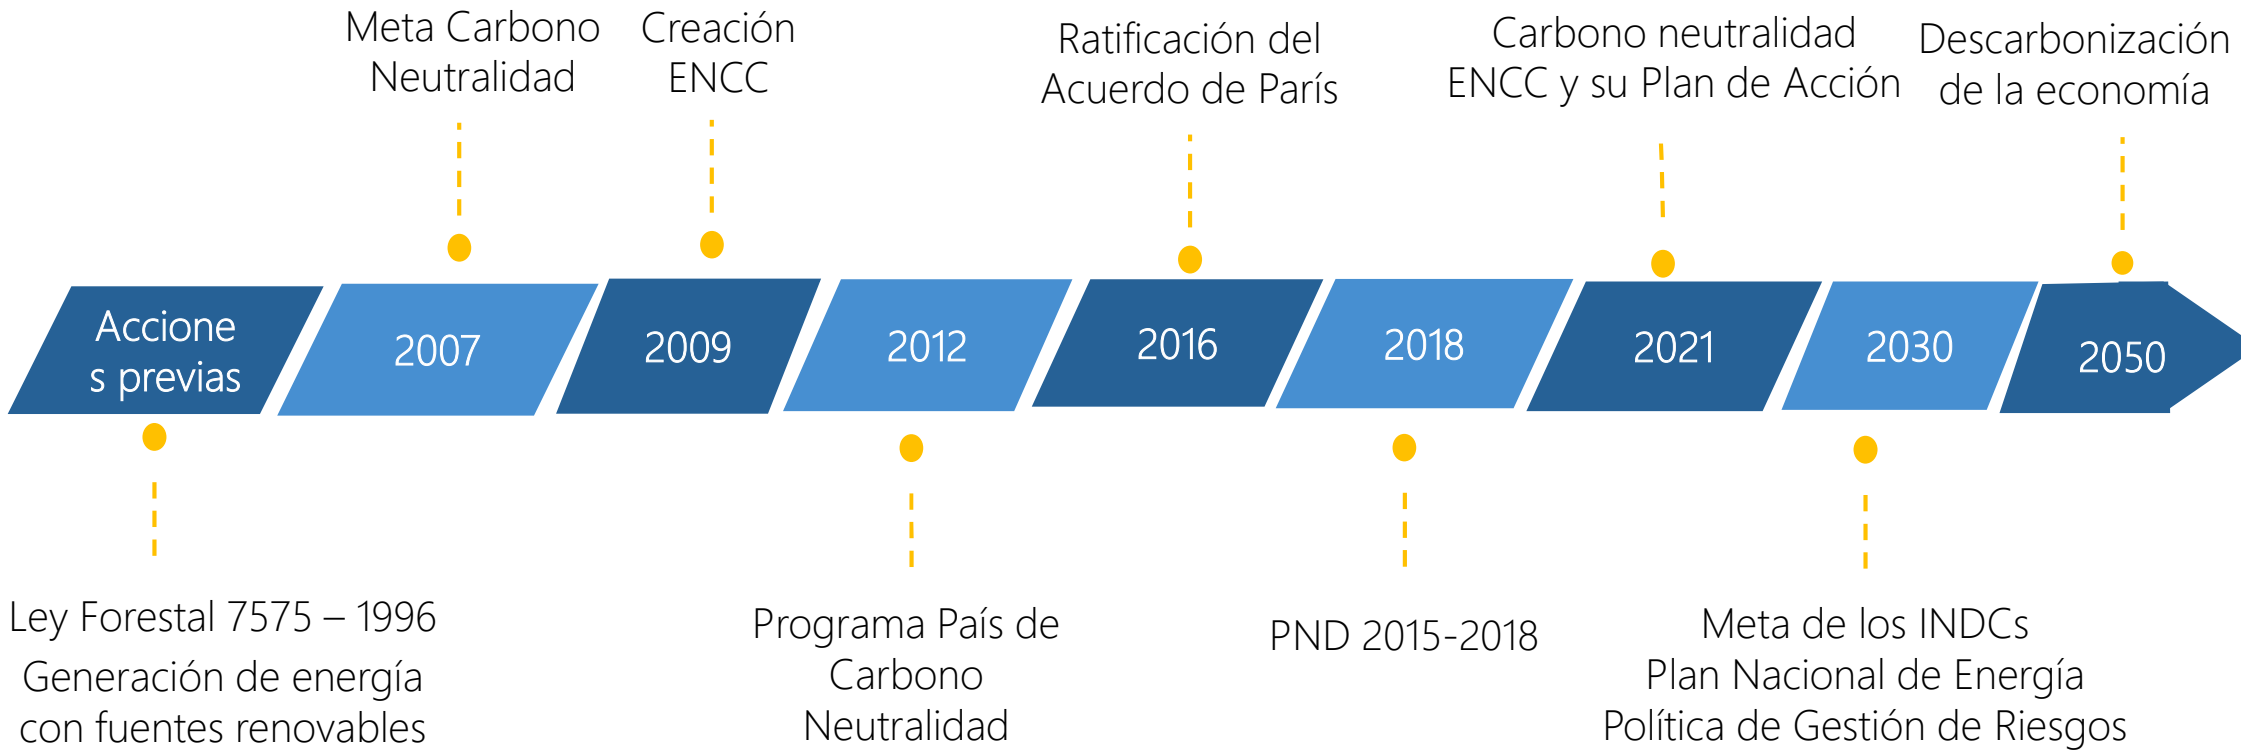 Meta Carbono
Neutralidad
Creación
ENCC
Ratificación del
Acuerdo de París
Carbono neutralidad
ENCC y su Plan de Acción
Descarbonización
de la economía
Accione
s previas
2007
2009
2012
2016
2018
2021
2030
2050
Ley Forestal 7575 – 1996
Generación de energía
con fuentes renovables
Programa País de
Carbono
Neutralidad
PND 2015-2018
Meta de los INDCs
Plan Nacional de Energía
Política de Gestión de Riesgos